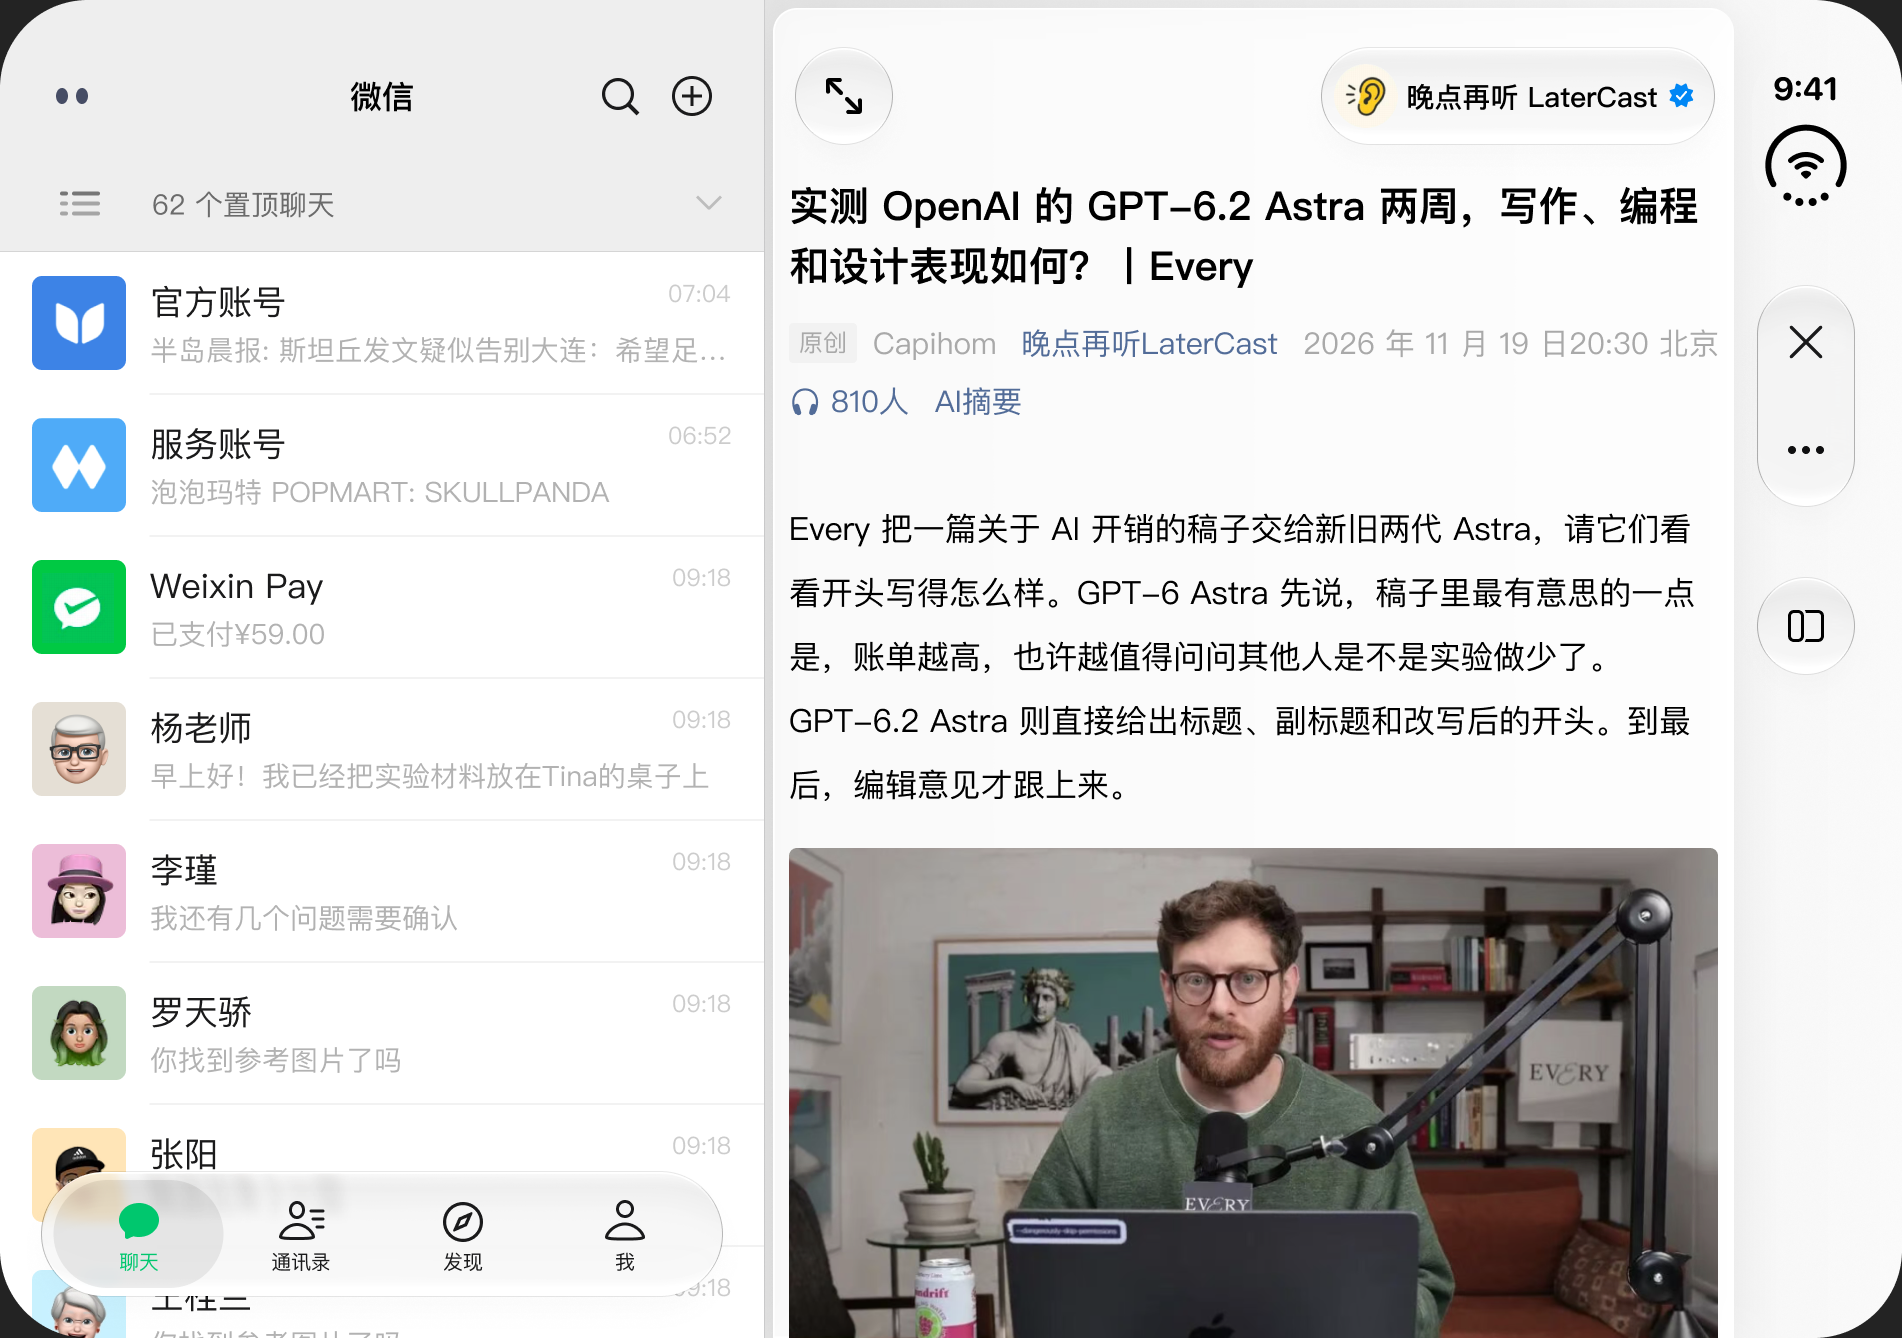 微信
62 个置顶聊天
官方账号
07:04
半岛晨报: 斯坦丘发文疑似告别大连：希望足...
服务账号
06:52
泡泡玛特 POPMART: SKULLPANDA
Weixin Pay
09:18
已支付¥59.00
杨老师
09:18
早上好！我已经把实验材料放在Tina的桌子上
李瑾
09:18
我还有几个问题需要确认
罗天骄
09:18
你找到参考图片了吗
张阳
09:18
聊天
通讯录
发现
我
09:18
晚点再听 LaterCast
实测 OpenAI 的 GPT-6.2 Astra 两周，写作、编程
和设计表现如何？｜Every
原创 Capihom 晚点再听LaterCast 2026 年 11 月 19 日20:30 北京
810人 AI摘要
Every 把一篇关于 AI 开销的稿子交给新旧两代 Astra，请它们看
看开头写得怎么样。GPT-6 Astra 先说，稿子里最有意思的一点
是，账单越高，也许越值得问问其他人是不是实验做少了。
GPT-6.2 Astra 则直接给出标题、副标题和改写后的开头。到最
后，编辑意见才跟上来。
EVERY
EVERY
--dangerously-skip-permissions
9:41